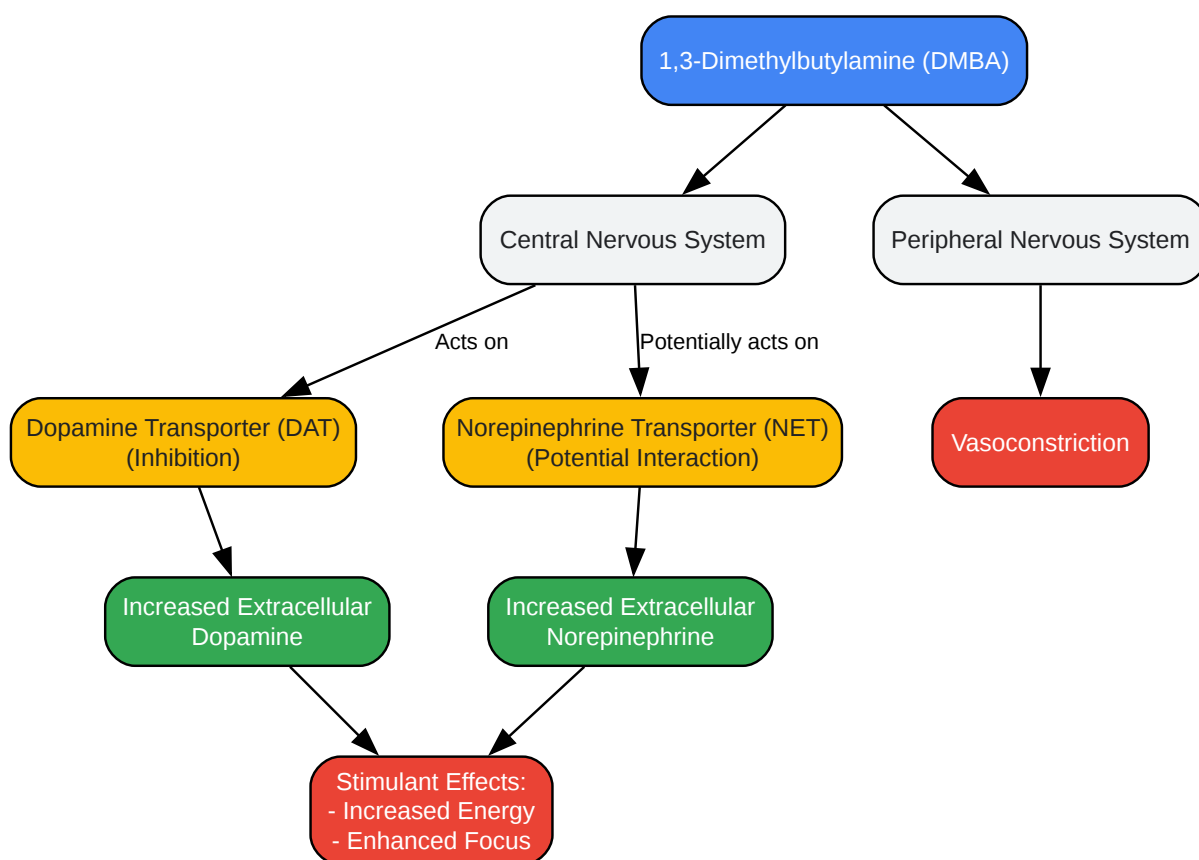 1,3-Dimethylbutylamine (DMBA)
Central Nervous System
Peripheral Nervous System
Acts on
Potentially acts on
Dopamine Transporter (DAT)
(Inhibition)
Norepinephrine Transporter (NET)
(Potential Interaction)
Vasoconstriction
Increased Extracellular
Dopamine
Increased Extracellular
Norepinephrine
Stimulant Effects:
- Increased Energy
- Enhanced Focus